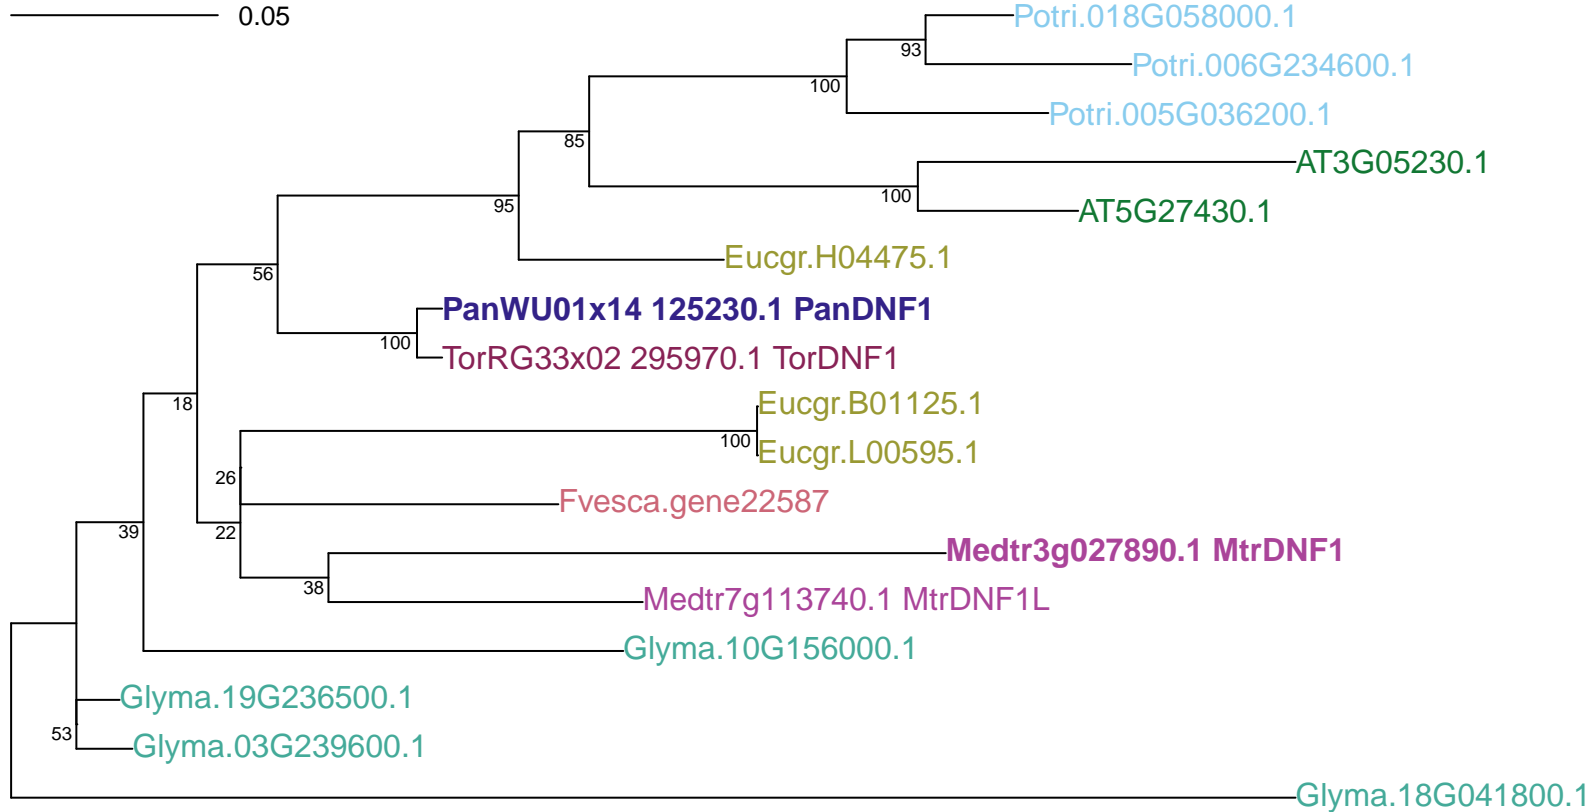 0.05
Potri.018G058000.1
93
Potri.006G234600.1
100
Potri.005G036200.1
85
AT3G05230.1
100
95
AT5G27430.1
Eucgr.H04475.1
56
PanWU01x14 125230.1 PanDNF1
100
TorRG33x02 295970.1 TorDNF1
18
Eucgr.B01125.1
100
Eucgr.L00595.1
26
Fvesca.gene22587
39
22
Medtr3g027890.1 MtrDNF1
38
Medtr7g113740.1 MtrDNF1L
Glyma.10G156000.1
Glyma.19G236500.1
53
Glyma.03G239600.1
Glyma.18G041800.1